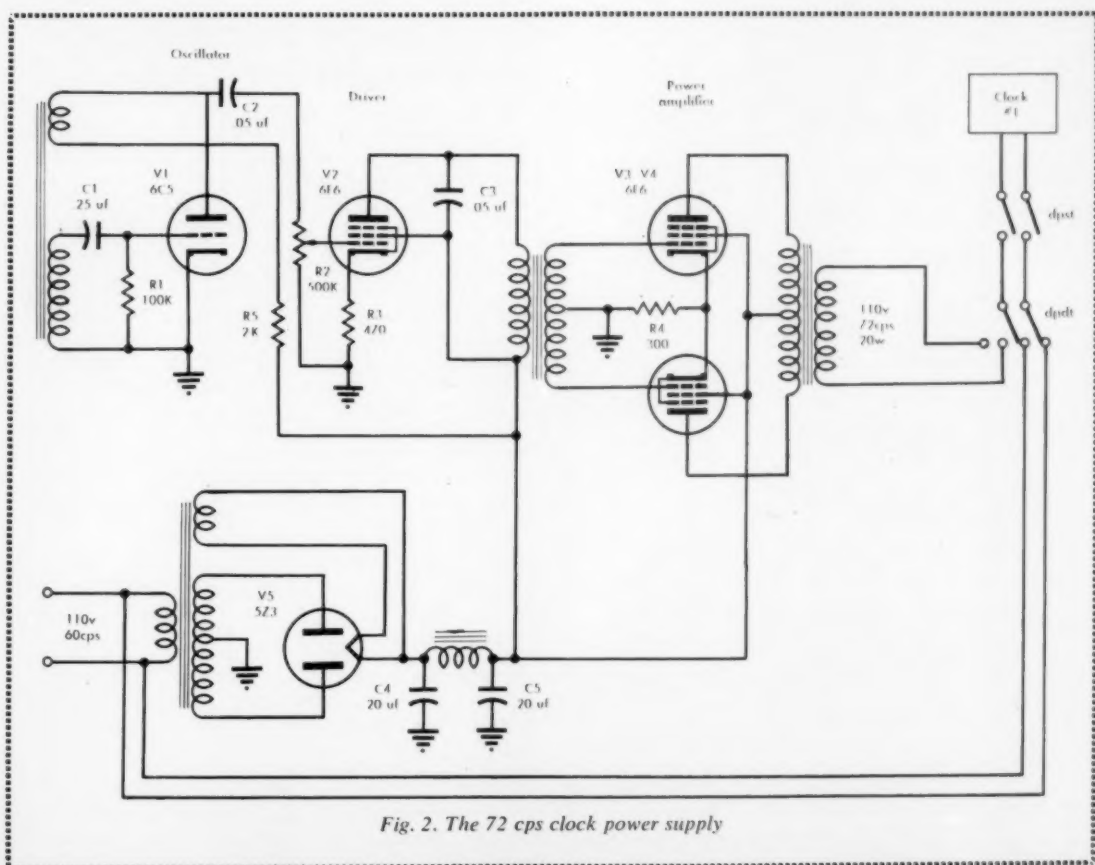 Oscillator
C2
.05 uf
Driver
Power
amplifier
Clock
#1
V1
6C5
C1
.25 uf
R1
100K
V2
6F6
C3
.05 uf
R2
500K
R3
470
R5
2K
V3 V4
6F6
R4
300
dpst
dpdt
110v
72cps
20w
110v
60cps
V5
5Z3
C4
20 uf
C5
20 uf
Fig. 2. The 72 cps clock power supply